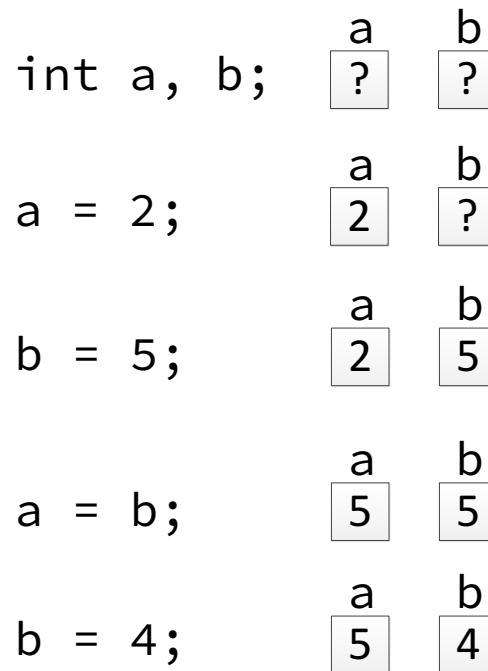 a b
int a, b; ? ?
a b
a = 2; 2 ?
a b
b = 5; 2 5
a b
a = b; 5 5
a b
b = 4; 5 4